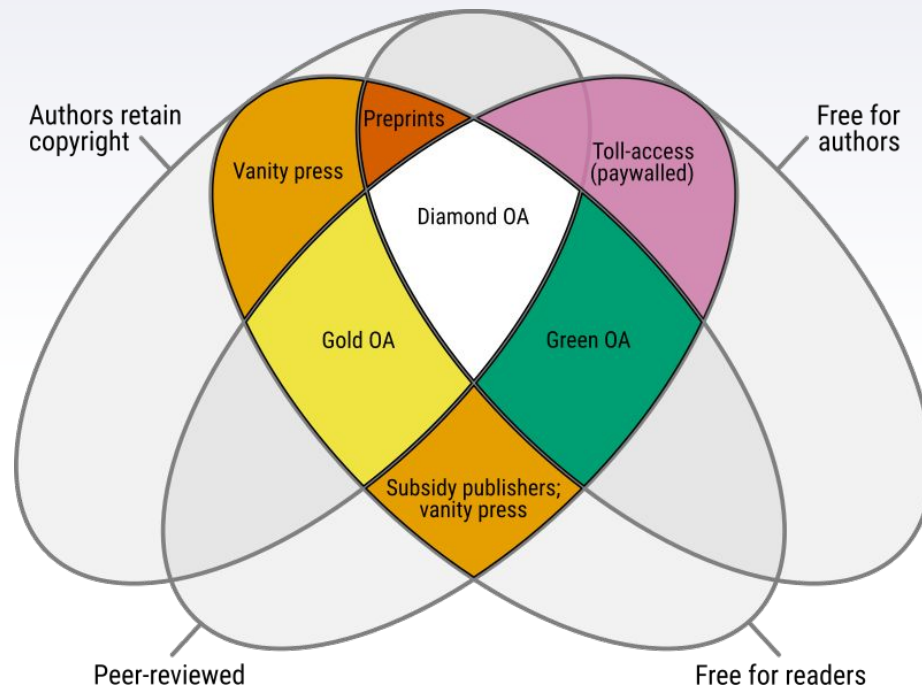 Authors retain
copyright
Free for
authors
Preprints
Vanity press
Toll-access
(paywalled)
Diamond OA
Gold OA
Green OA
Subsidy publishers;
vanity press
Peer-reviewed
Free for readers